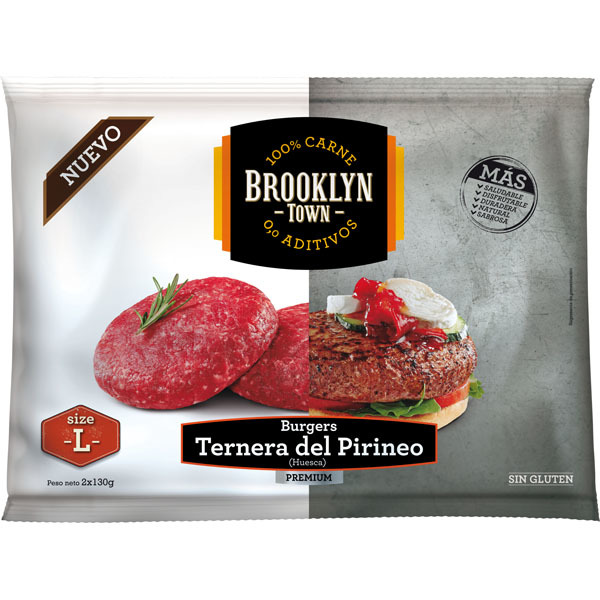 NUEVO
100% CARNE
BROOKLYN
TOWN
0,0 ADITIVOS
MÁS
SALUDABLE
DISFRUTABLE
DURADERA
NATURAL
SABROSA
size
-L-
Peso neto 2x130g
Burgers
Ternera del Pirineo
(Huesca)
PREMIUM
SIN GLUTEN